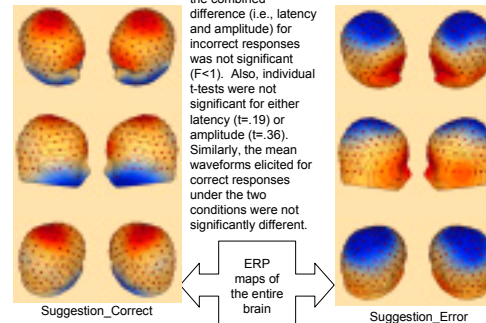 the combined
difference (i.e., latency
and amplitude) for
incorrect responses
was not significant
(F<1). Also, individual
t-tests were not
significant for either
latency (t=.19) or
amplitude (t=.36).
Similarly, the mean
waveforms elicited for
correct responses
under the two
conditions were not
significantly different.
ERP
maps of
the entire
brain
Suggestion_Correct
Suggestion_Error